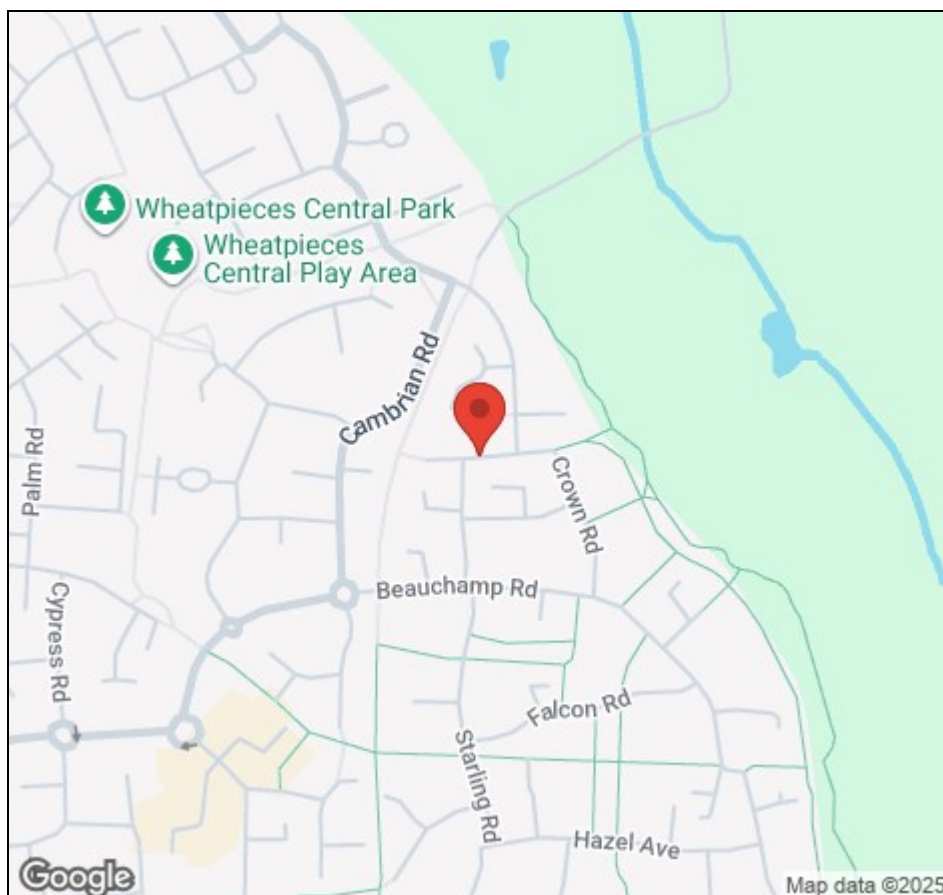 Wheatpieces Central Park
Wheatpieces
Central Play Area
Cambrian Rd
Palm Rd
Crown Rd
Beauchamp Rd
Cypress Rd
Falcon Rd
Starling Rd
Hazel Ave
Google
Map data ©2025